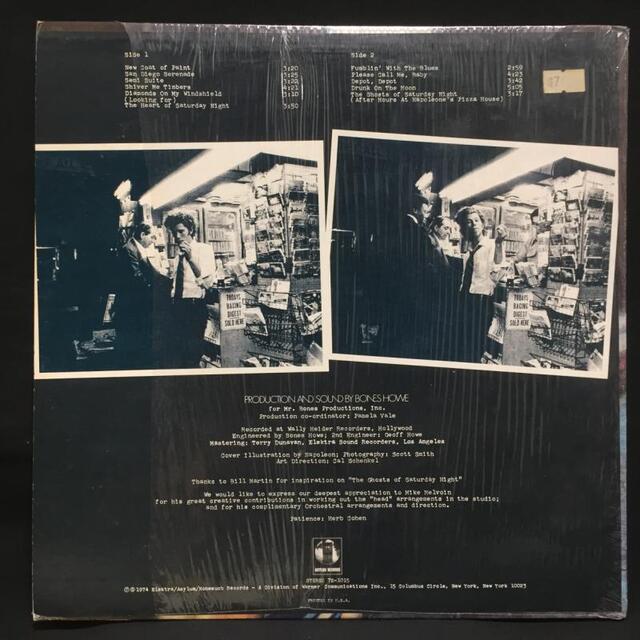 Side 1
New Coat of Paint 3:20
San Diego Serenade 3:25
Semi Suite 3:28
Shiver Me Timbers 4:21
Diamonds On My Windshield 3:10
(Looking for)
The Heart of Saturday Night 3:50
Side 2
Fumblin' With The Blues 2:59
Please Call Me, Baby 4:23
Depot, Depot 3:42
Drunk On The Moon 5:05
The Ghosts of Saturday Night 3:17
(After Hours At Napoleone's Pizza House)
TODAYS
RACING
DIGEST
SOLD HERE
TODAYS
RACING
DIGEST
SOLD HERE
PRODUCTION AND SOUND BY BONES HOWE
for Mr. Bones Productions, Inc.
Production co-ordinator: Pamela Vale
Recorded at Wally Heider Recorders, Hollywood
Engineered by Bones Howe; 2nd Engineer: Geoff Howe
Mastering: Terry Dunavan, Elektra Sound Recorders, Los Angeles
Cover Illustration by Napoleon; Photography: Scott Smith
Art Direction: Cal Schenkel
Thanks to Bill Martin for inspiration on "The Ghosts of Saturday Night"
We would like to express our deepest appreciation to Mike Melvoin
for his great creative contributions in working out the "head" arrangements in the studio;
and for his complimentary Orchestral arrangements and direction.
Patience: Herb Cohen
ASYLUM RECORDS
STEREO 7E-1015
℗©1974 Elektra/Asylum/Nonesuch Records - A Division of Warner Communications Inc., 15 Columbus Circle, New York, New York 10023
PRINTED IN U.S.A.